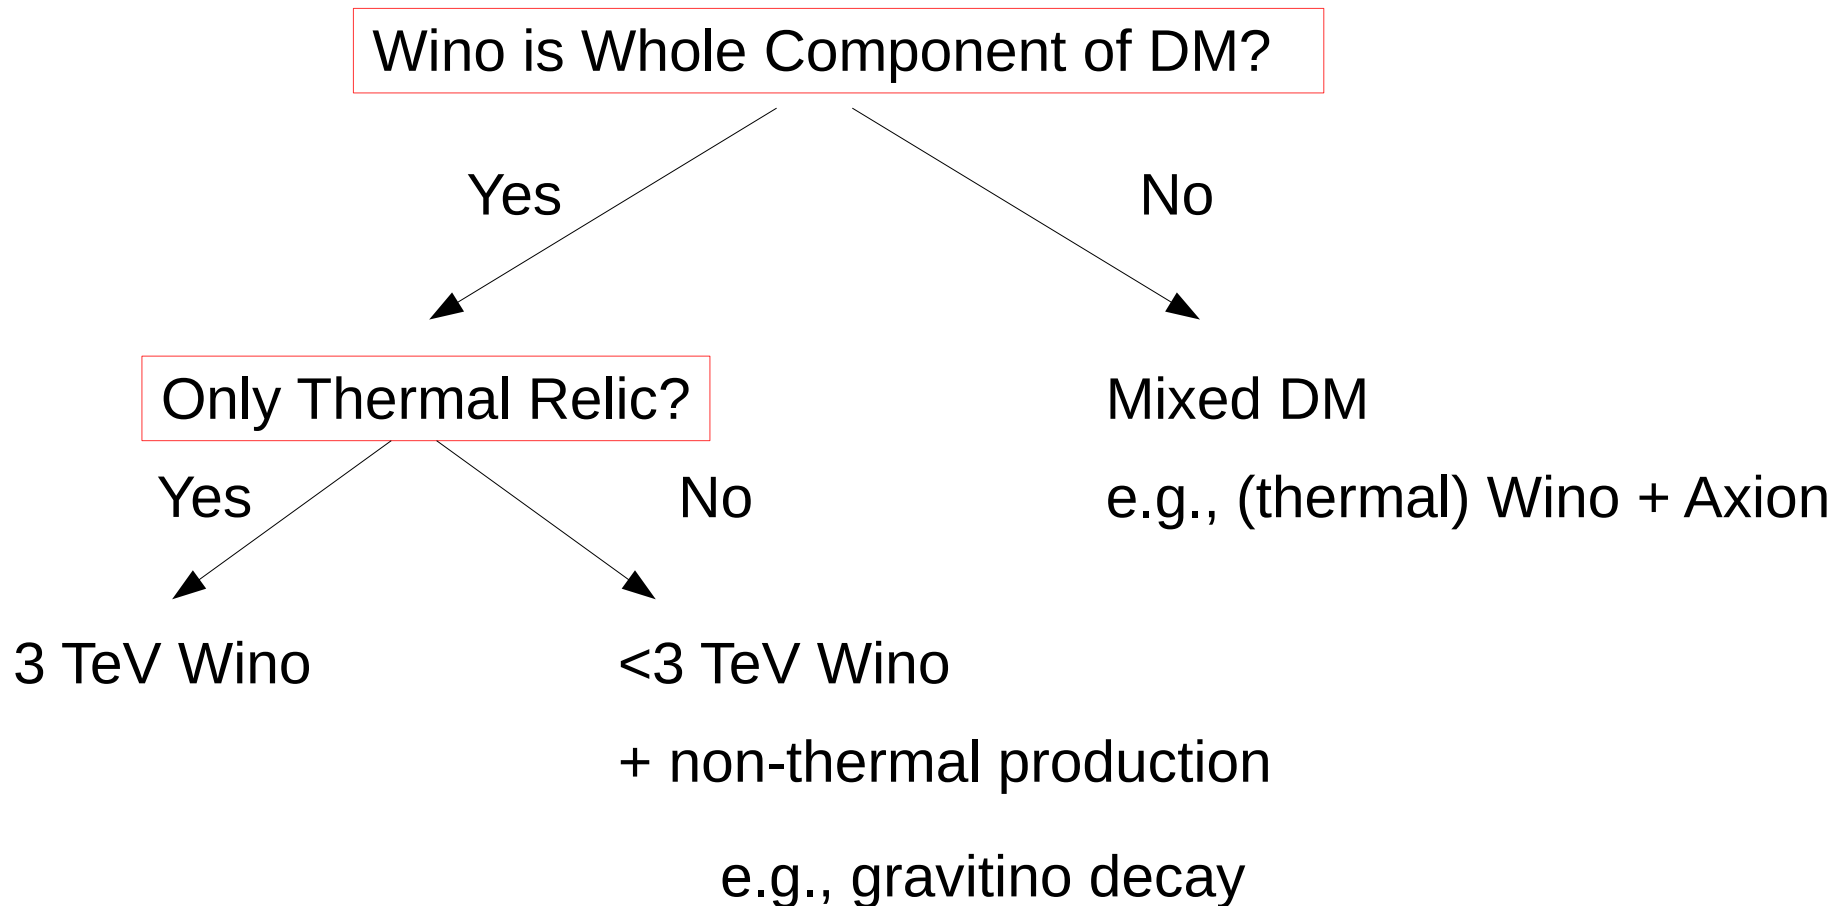 Wino is Whole Component of DM?
Yes
No
Only Thermal Relic?
Mixed DM
Yes
No
e.g., (thermal) Wino + Axion
3 TeV Wino
<3 TeV Wino
+ non-thermal production
e.g., gravitino decay